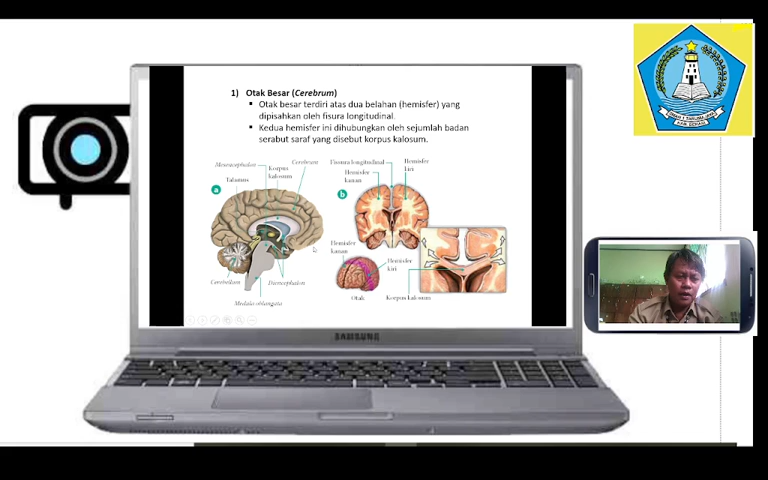 1) Otak Besar (Cerebrum)
▪ Otak besar terdiri atas dua belahan (hemisfer) yang
dipisahkan oleh fisura longitudinal.
▪ Kedua hemisfer ini dihubungkan oleh sejumlah badan
serabut saraf yang disebut korpus kalosum.
Mesencephalon
Korpus
kalosum
Cerebrum
Talamus
a
Cerebelum
Diencephalon
Medula oblongata
Fisura longitudinal
Hemisfer
kanan
Hemisfer
kiri
b
Hemisfer
kanan
Hemisfer
kiri
Otak
Korpus kalosum
SAMSUNG